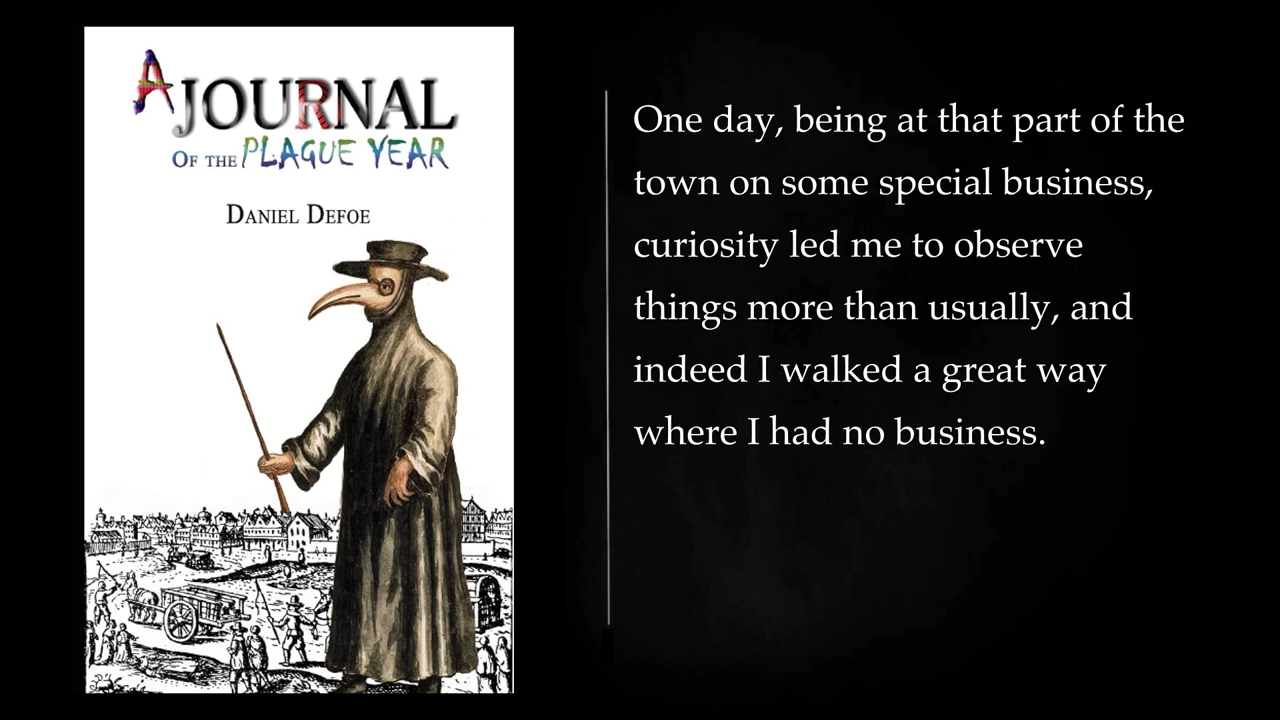 A JOURNAL
OF THE PLAGUE YEAR
DANIEL DEFOE
One day, being at that part of the
town on some special business,
curiosity led me to observe
things more than usually, and
indeed I walked a great way
where I had no business.